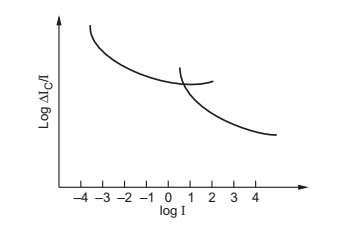 Log ΔI_C/I
–4 –3 –2 –1 0 1 2 3 4
log I